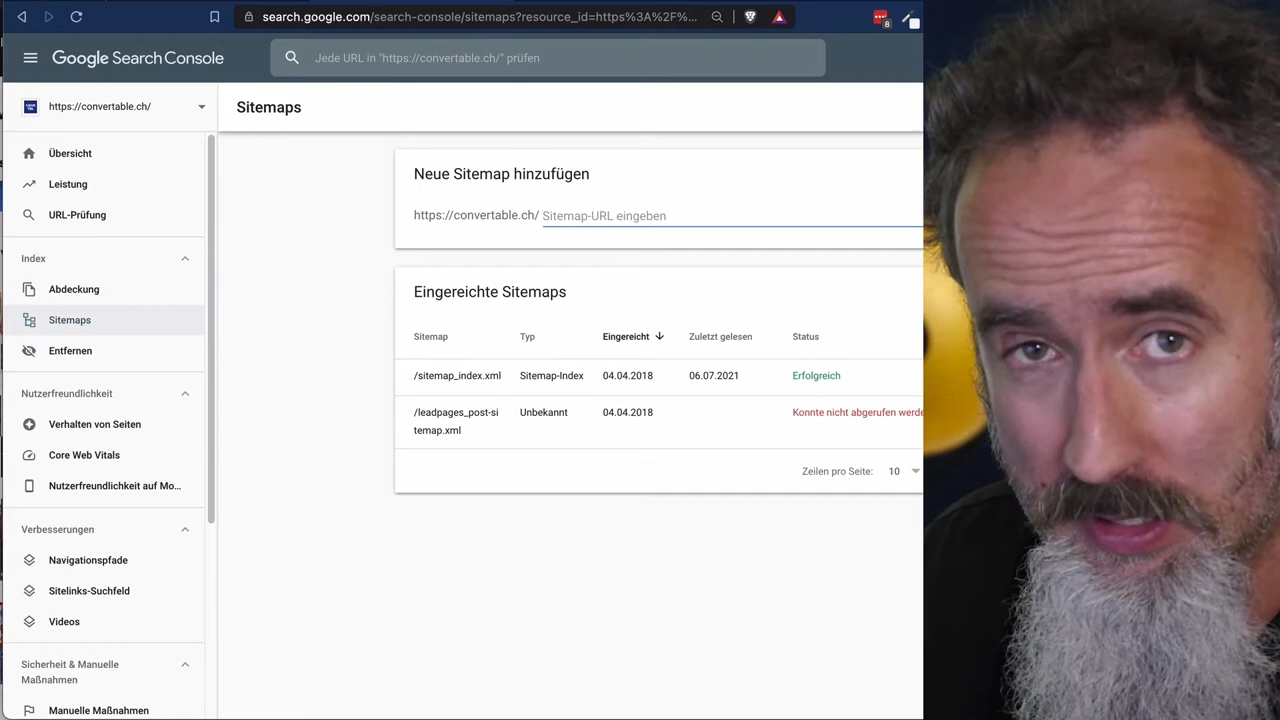 search.google.com/search-console/sitemaps?resource_id=https%3A%2F%...
8
Google Search Console
Jede URL in "https://convertable.ch/" prüfen
https://convertable.ch/
Sitemaps
Übersicht
Leistung
URL-Prüfung
Index
Abdeckung
Sitemaps
Entfernen
Nutzerfreundlichkeit
Verhalten von Seiten
Core Web Vitals
Nutzerfreundlichkeit auf Mo...
Verbesserungen
Navigationspfade
Sitelinks-Suchfeld
Videos
Sicherheit & Manuelle
Maßnahmen
Manuelle Maßnahmen
Neue Sitemap hinzufügen
https://convertable.ch/ Sitemap-URL eingeben
Eingereichte Sitemaps
Sitemap Typ Eingereicht Zuletzt gelesen Status
/sitemap_index.xml Sitemap-Index 04.04.2018 06.07.2021 Erfolgreich
/leadpages_post-si Unbekannt 04.04.2018 Konnte nicht abgerufen werde
temap.xml
Zeilen pro Seite: 10